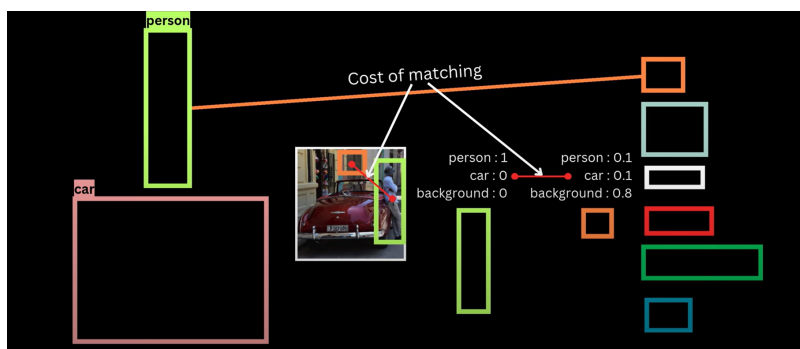 person
Cost of matching
person : 1
car : 0
background : 0
person : 0.1
car : 0.1
background : 0.8
car